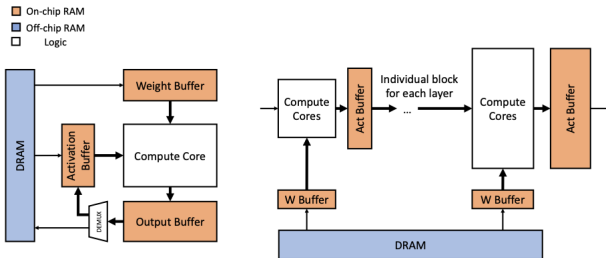 On-chip RAM
Off-chip RAM
Logic
DRAM
Weight Buffer
Activation
Buffer
Compute Core
DEMUX
Output Buffer
Compute
Cores
Act Buffer
Individual block
for each layer
...
Compute
Cores
Act Buffer
W Buffer
W Buffer
DRAM